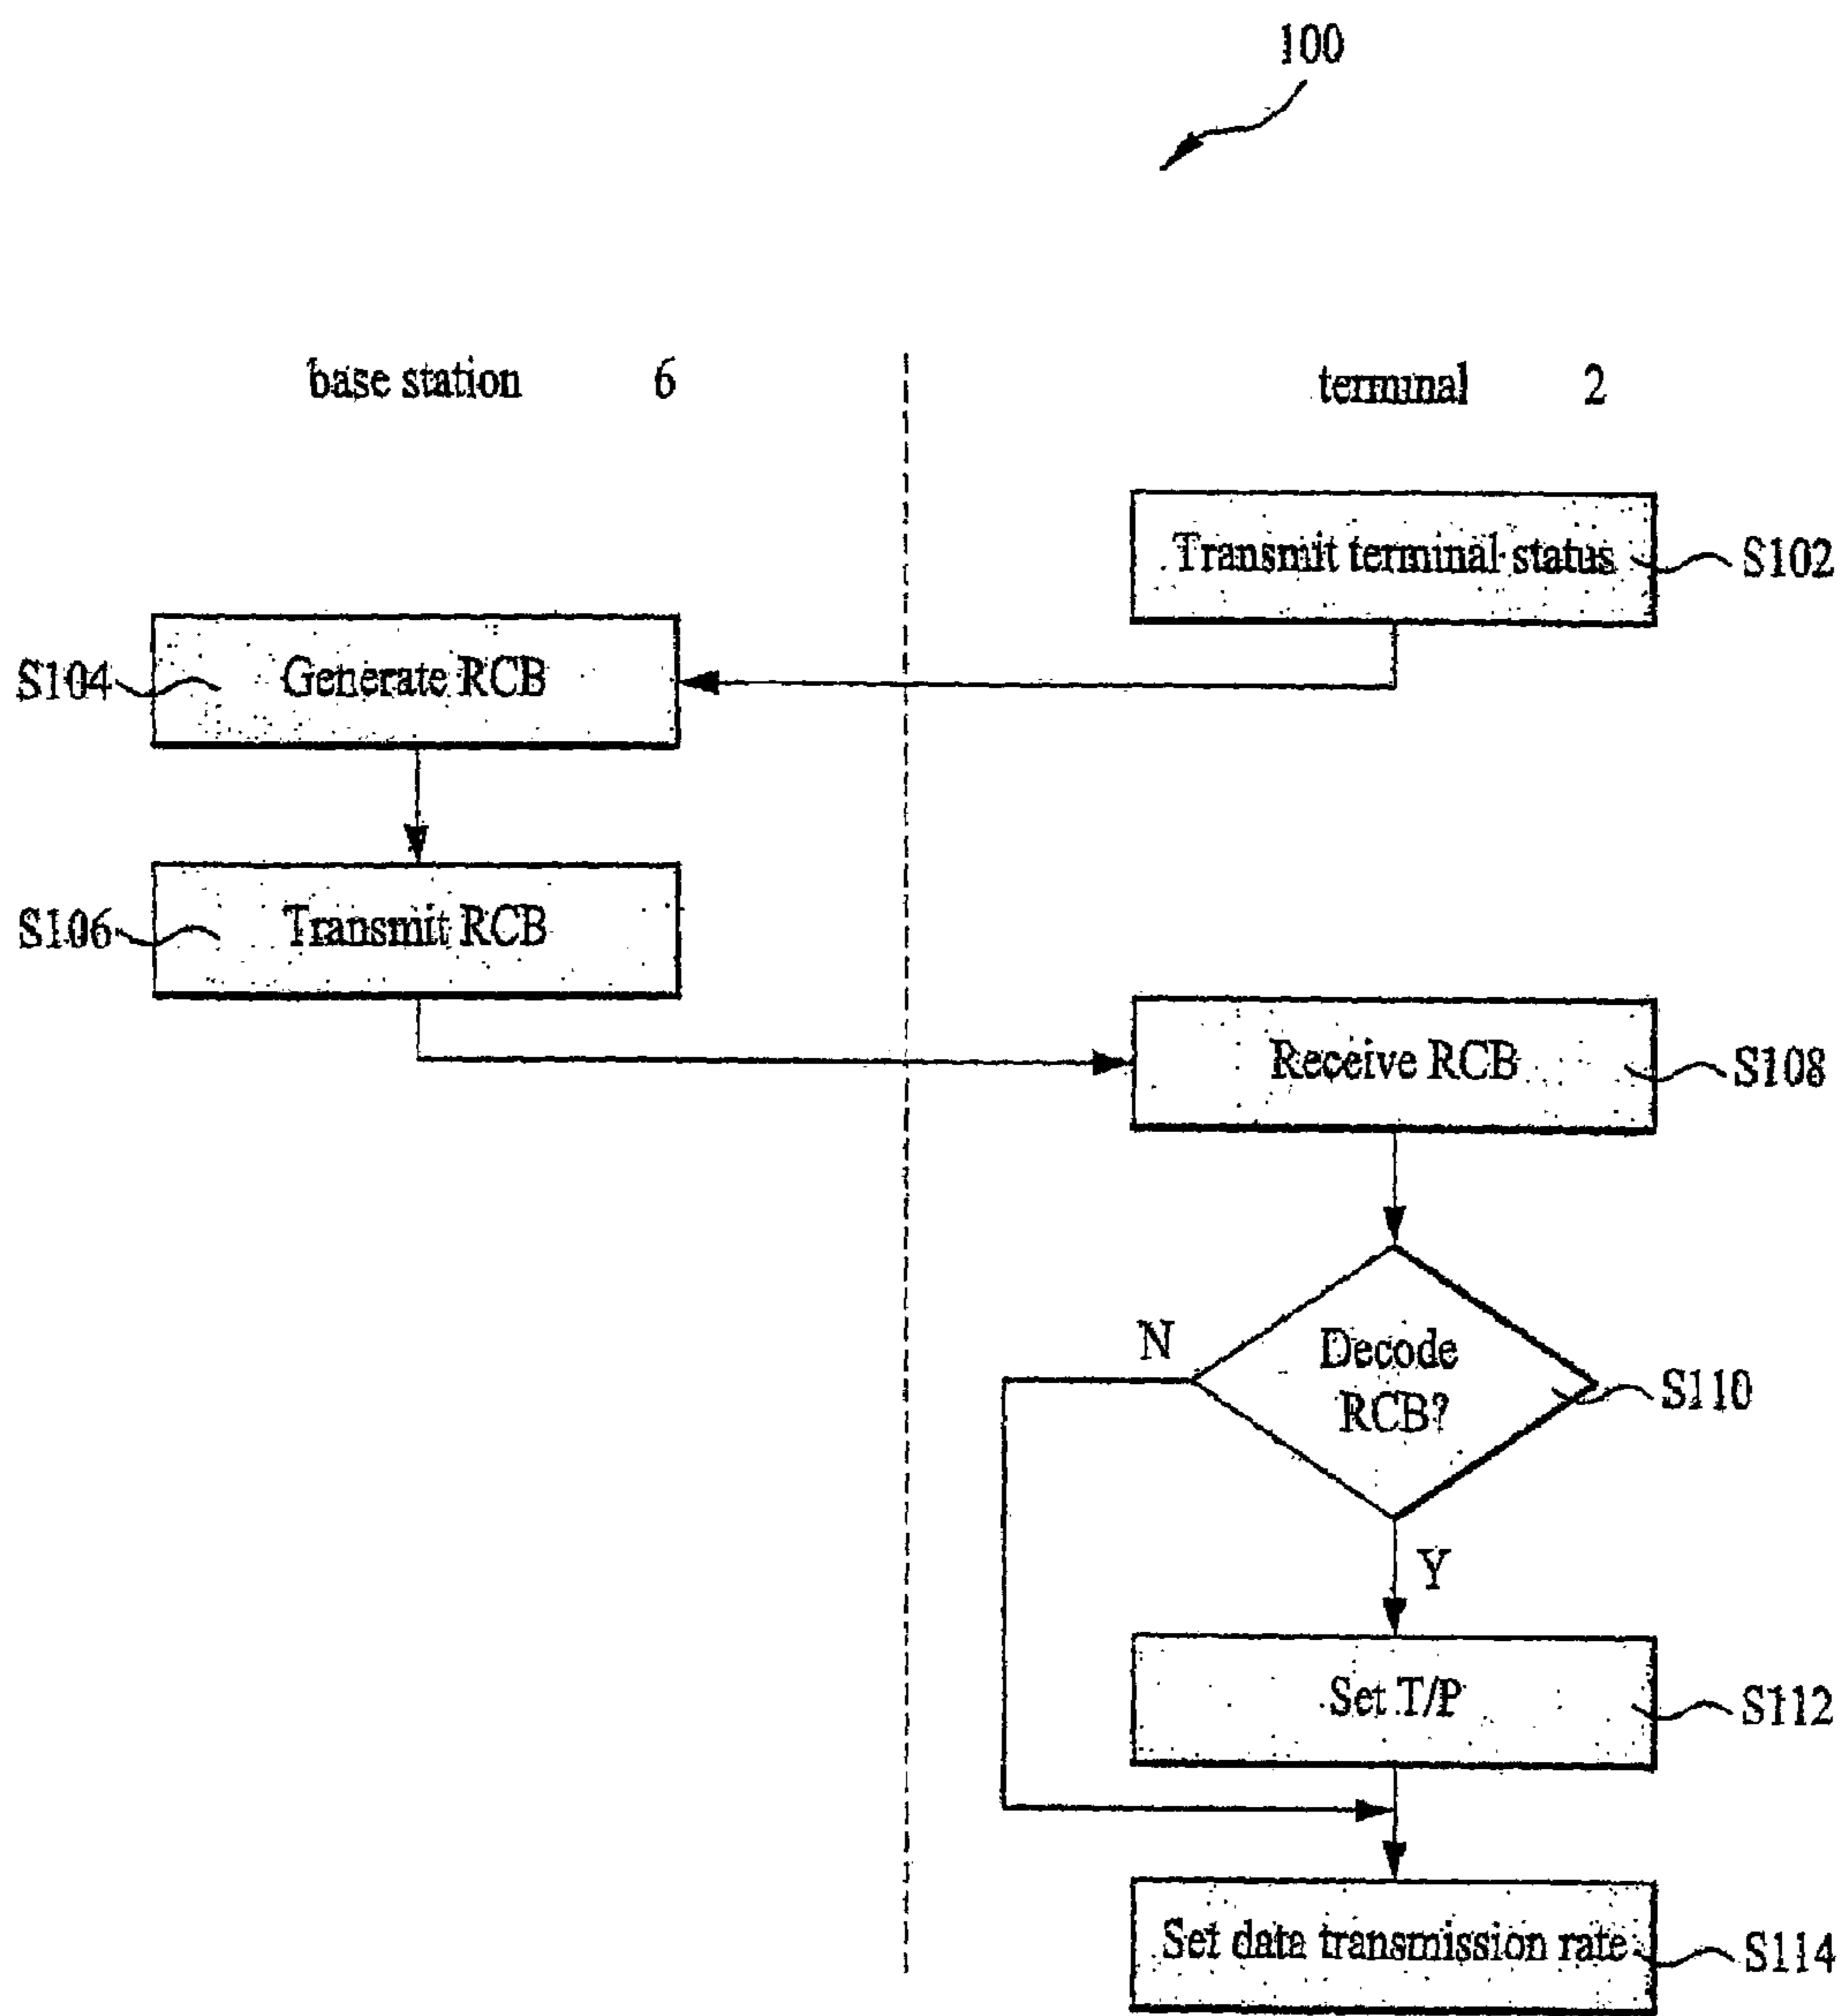 100
base station 6
terminal 2
Transmit terminal status
S102
S104
Generate RCB
S106
Transmit RCB
Receive RCB
S108
N
Decode
RCB?
S110
Y
Set T/P
S112
Set data transmission rate
S114